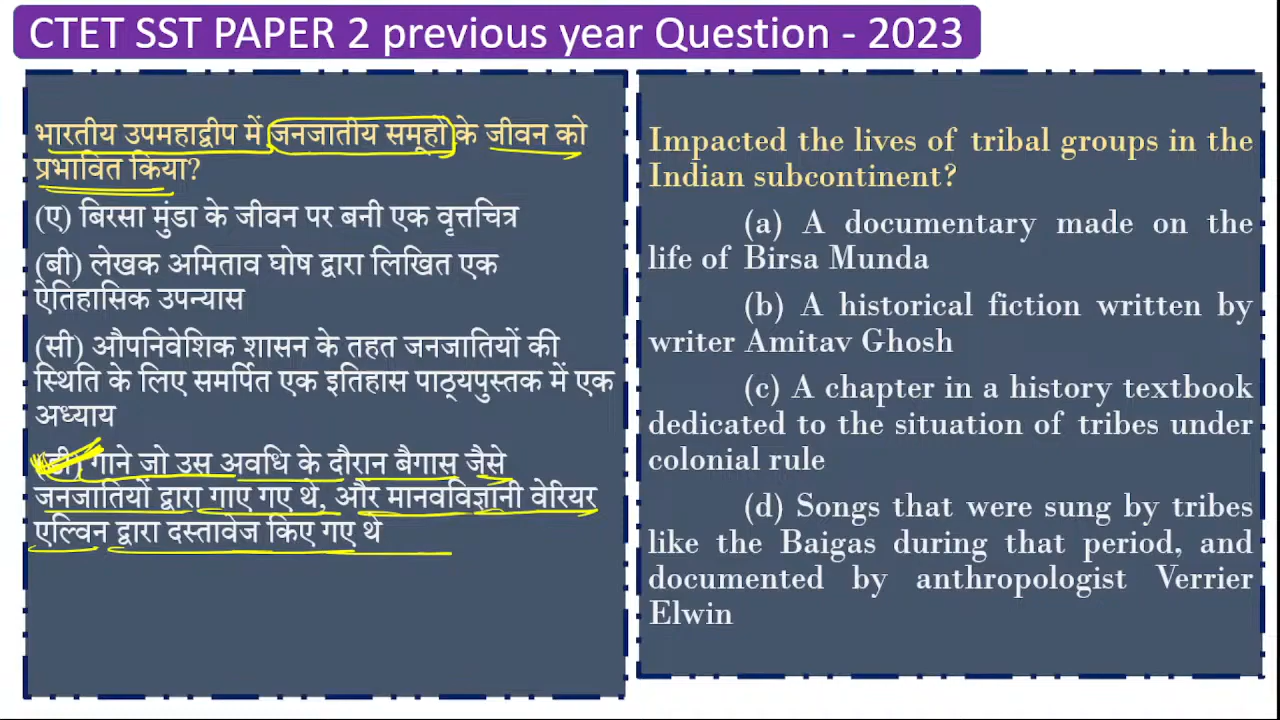 CTET SST PAPER 2 previous year Question - 2023
भारतीय उपमहाद्वीप में जनजातीय समूहों के जीवन को
प्रभावित किया?
(ए) बिरसा मुंडा के जीवन पर बनी एक वृत्तचित्र
(बी) लेखक अमिताव घोष द्वारा लिखित एक
ऐतिहासिक उपन्यास
(सी) औपनिवेशिक शासन के तहत जनजातियों की
स्थिति के लिए समर्पित एक इतिहास पाठ्यपुस्तक में एक
अध्याय
(डी) गाने जो उस अवधि के दौरान बैगास जैसे
जनजातियों द्वारा गाए गए थे, और मानवविज्ञानी वेरियर
एल्विन द्वारा दस्तावेज किए गए थे
Impacted the lives of tribal groups in the
Indian subcontinent?
(a) A documentary made on the
life of Birsa Munda
(b) A historical fiction written by
writer Amitav Ghosh
(c) A chapter in a history textbook
dedicated to the situation of tribes under
colonial rule
(d) Songs that were sung by tribes
like the Baigas during that period, and
documented by anthropologist Verrier
Elwin